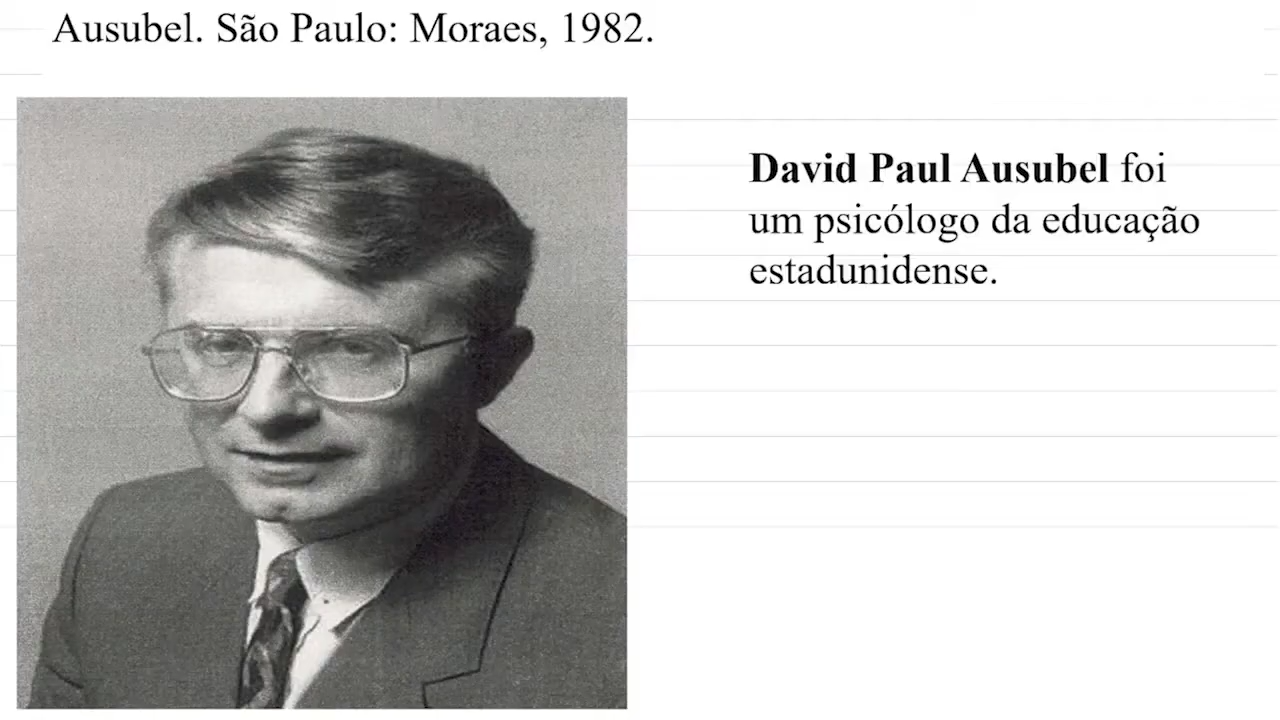 Ausubel. São Paulo: Moraes, 1982.
David Paul Ausubel foi
um psicólogo da educação
estadunidense.